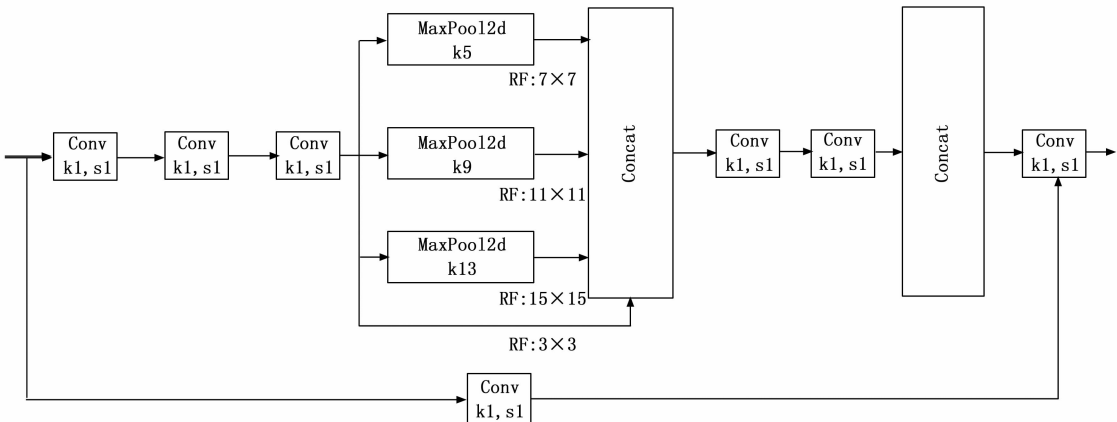 MaxPool2d
k5
RF:7×7
Conv
k1,s1
Conv
k1,s1
Conv
k1,s1
MaxPool2d
k9
RF:11×11
Concat
Conv
k1,s1
Conv
k1,s1
Concat
Conv
k1,s1
MaxPool2d
k13
RF:15×15
RF:3×3
Conv
k1,s1